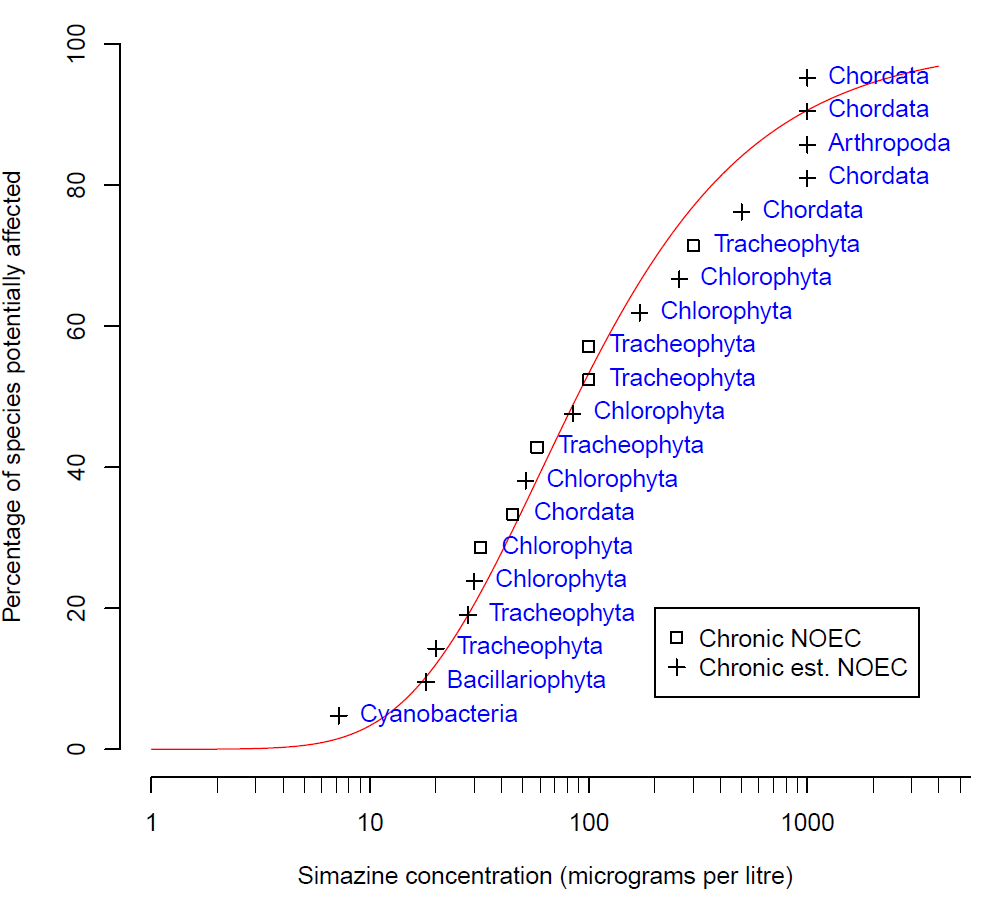 Percentage of species potentially affected
100
80
60
40
20
0
Chordata
Chordata
Arthropoda
Chordata
Chordata
Tracheophyta
Chlorophyta
Chlorophyta
Tracheophyta
Tracheophyta
Chlorophyta
Tracheophyta
Chlorophyta
Chordata
Chlorophyta
Chlorophyta
Tracheophyta
Tracheophyta
Bacillariophyta
Cyanobacteria
Chronic NOEC
Chronic est. NOEC
1 10 100 1000
Simazine concentration (micrograms per litre)